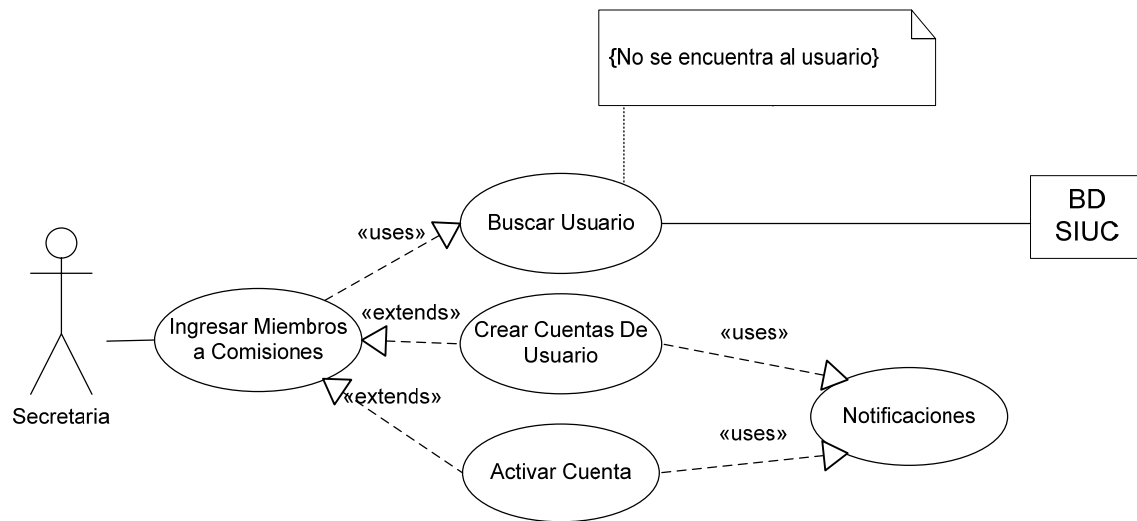 {No se encuentra al usuario}
BD
SIUC
Buscar Usuario
«uses»
«extends»
Ingresar Miembros
a Comisiones
Crear Cuentas De
Usuario
«uses»
«extends»
Secretaria
Notificaciones
«uses»
Activar Cuenta